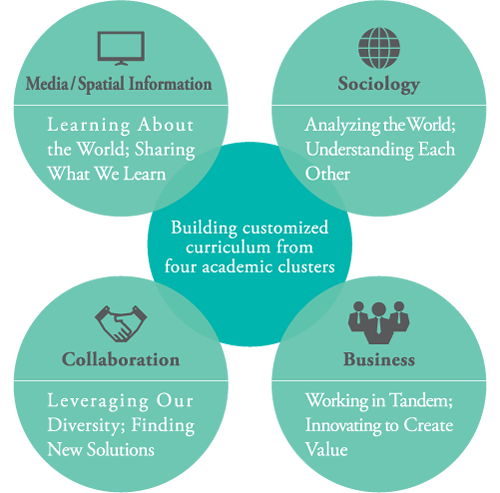 Media/Spatial Information
Learning About
the World; Sharing
What We Learn
Sociology
Analyzing the World;
Understanding Each
Other
Building customized
curriculum from
four academic clusters
Collaboration
Leveraging Our
Diversity; Finding
New Solutions
Business
Working in Tandem;
Innovating to Create
Value